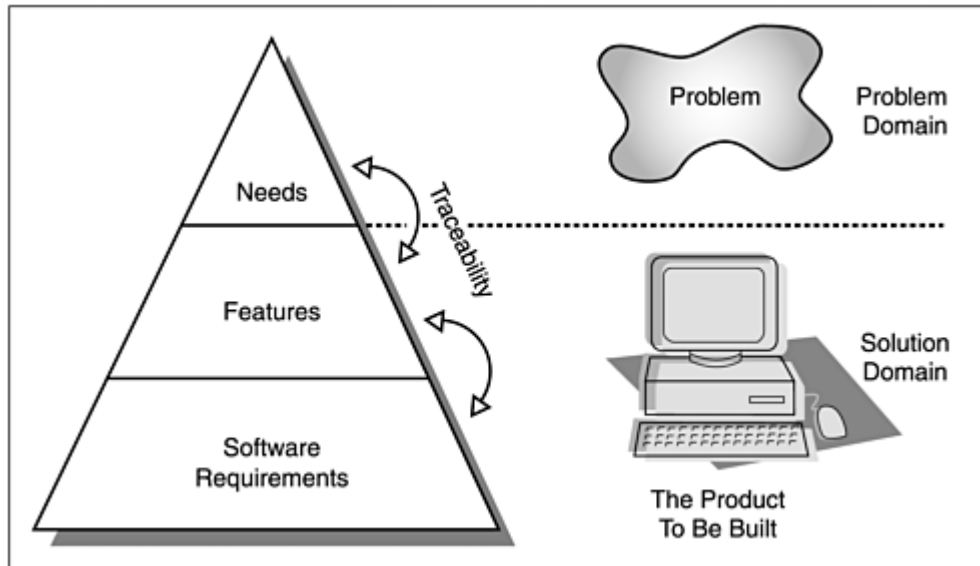 Needs
Features
Software
Requirements
Traceability
Problem
Problem
Domain
Solution
Domain
The Product
To Be Built